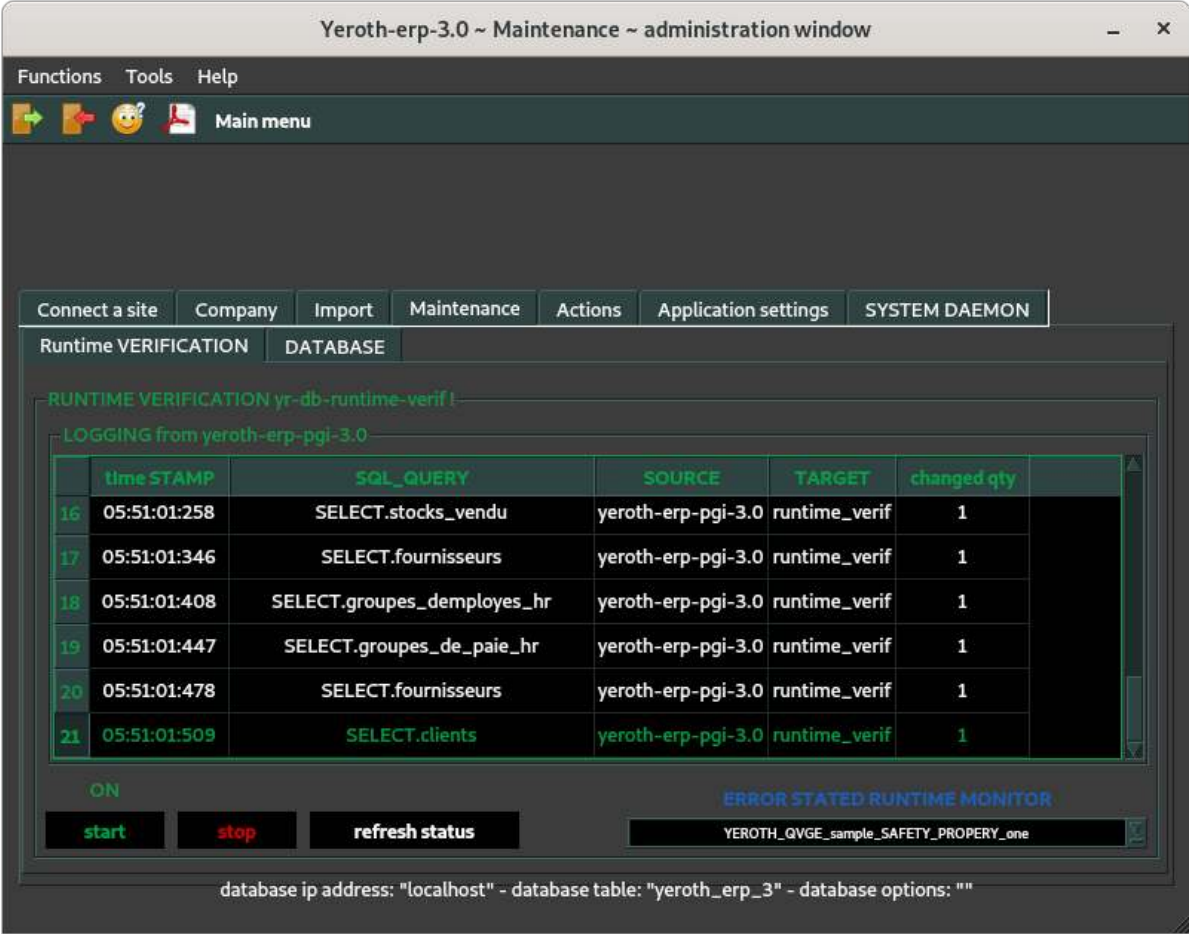 Yeroth-erp-3.0 ~ Maintenance ~ administration window
Functions Tools Help
Main menu
Connect a site Company Import Maintenance Actions Application settings SYSTEM DAEMON
Runtime VERIFICATION DATABASE
RUNTIME VERIFICATION yr-db-runtime-verif !
LOGGING from yeroth-erp-pgi-3.0
time STAMP SQL_QUERY SOURCE TARGET changed qty
16 05:51:01:258 SELECT.stocks_vendu yeroth-erp-pgi-3.0 runtime_verif 1
17 05:51:01:346 SELECT.fournisseurs yeroth-erp-pgi-3.0 runtime_verif 1
18 05:51:01:408 SELECT.groupes_demployes_hr yeroth-erp-pgi-3.0 runtime_verif 1
19 05:51:01:447 SELECT.groupes_de_paie_hr yeroth-erp-pgi-3.0 runtime_verif 1
20 05:51:01:478 SELECT.fournisseurs yeroth-erp-pgi-3.0 runtime_verif 1
21 05:51:01:509 SELECT.clients yeroth-erp-pgi-3.0 runtime_verif 1
ON
ERROR STATED RUNTIME MONITOR
start stop refresh status YEROTH_QVGE_sample_SAFETY_PROPERY_one
database ip address: "localhost" - database table: "yeroth_erp_3" - database options: ""